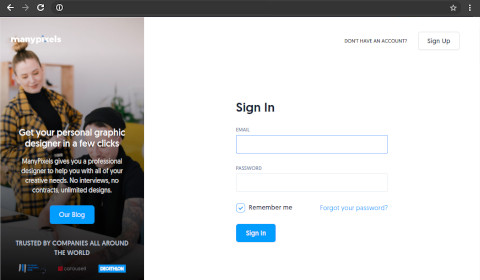 manypixels
DON'T HAVE AN ACCOUNT?
Sign Up
Get your personal graphic
designer in a few clicks
ManyPixels gives you a professional
designer to help you with all of your
creative needs. No interviews, no
contracts, unlimited designs.
Our Blog
TRUSTED BY COMPANIES ALL AROUND
THE WORLD
carousell
DECATHLON
Sign In
EMAIL
PASSWORD
Remember me
Forgot your password?
Sign In